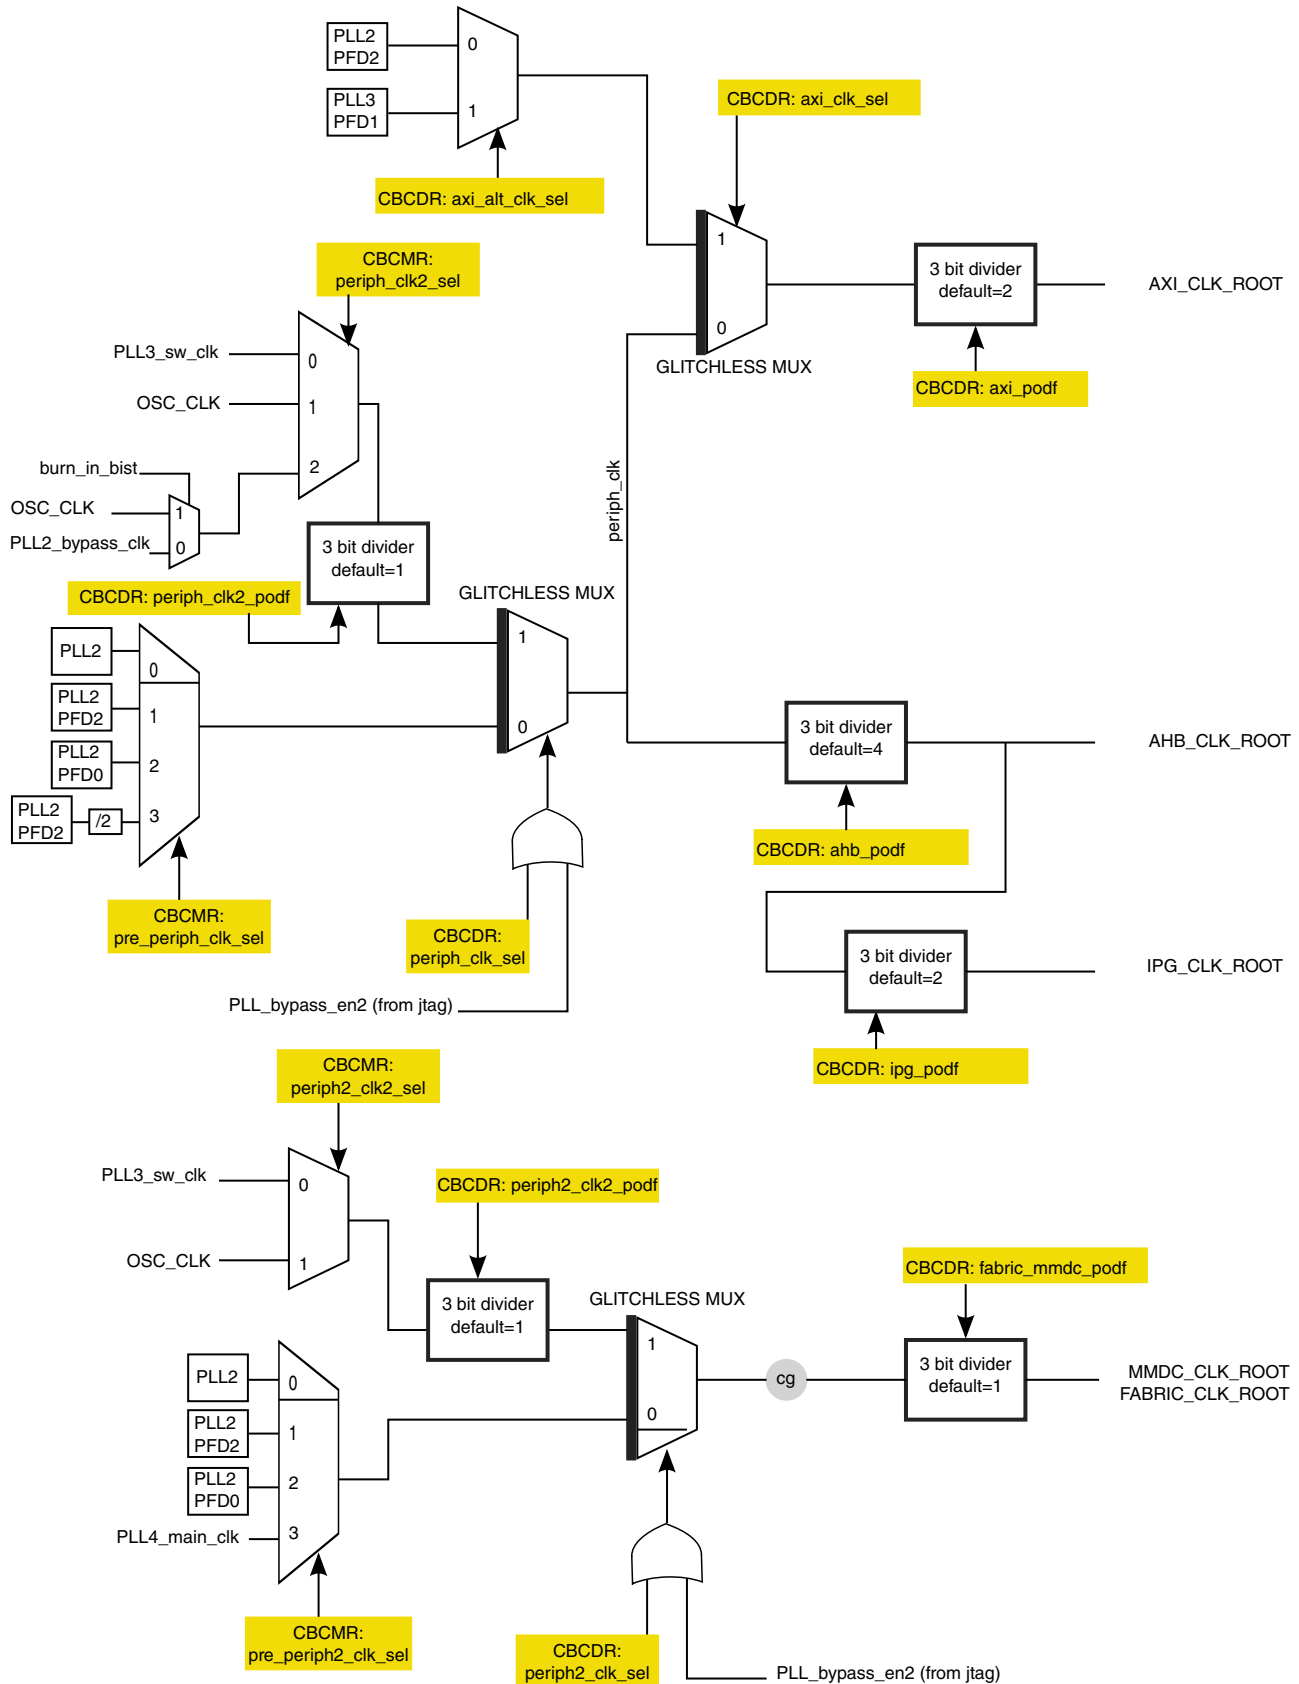 PLL2
PFD2
0
PLL3
PFD1
1
CBCDR: axi_clk_sel
CBCDR: axi_alt_clk_sel
CBCMR:
periph_clk2_sel
1
0
GLITCHLESS MUX
3 bit divider
default=2
AXI_CLK_ROOT
CBCDR: axi_podf
PLL3_sw_clk
0
OSC_CLK
1
2
burn_in_bist
OSC_CLK
1
PLL2_bypass_clk
0
periph_clk
3 bit divider
default=1
CBCDR: periph_clk2_podf
GLITCHLESS MUX
1
0
PLL2
0
PLL2
PFD2
1
PLL2
PFD0
2
PLL2
PFD2
/2
3
3 bit divider
default=4
AHB_CLK_ROOT
CBCDR: ahb_podf
CBCMR:
pre_periph_clk_sel
CBCDR:
periph_clk_sel
3 bit divider
default=2
IPG_CLK_ROOT
PLL_bypass_en2 (from jtag)
CBCDR: ipg_podf
CBCMR:
periph2_clk2_sel
PLL3_sw_clk
0
OSC_CLK
1
CBCDR: periph2_clk2_podf
3 bit divider
default=1
GLITCHLESS MUX
1
0
cg
CBCDR: fabric_mmdc_podf
3 bit divider
default=1
MMDC_CLK_ROOT
FABRIC_CLK_ROOT
PLL2
0
PLL2
PFD2
1
PLL2
PFD0
2
PLL4_main_clk
3
CBCMR:
pre_periph2_clk_sel
CBCDR:
periph2_clk_sel
PLL_bypass_en2 (from jtag)